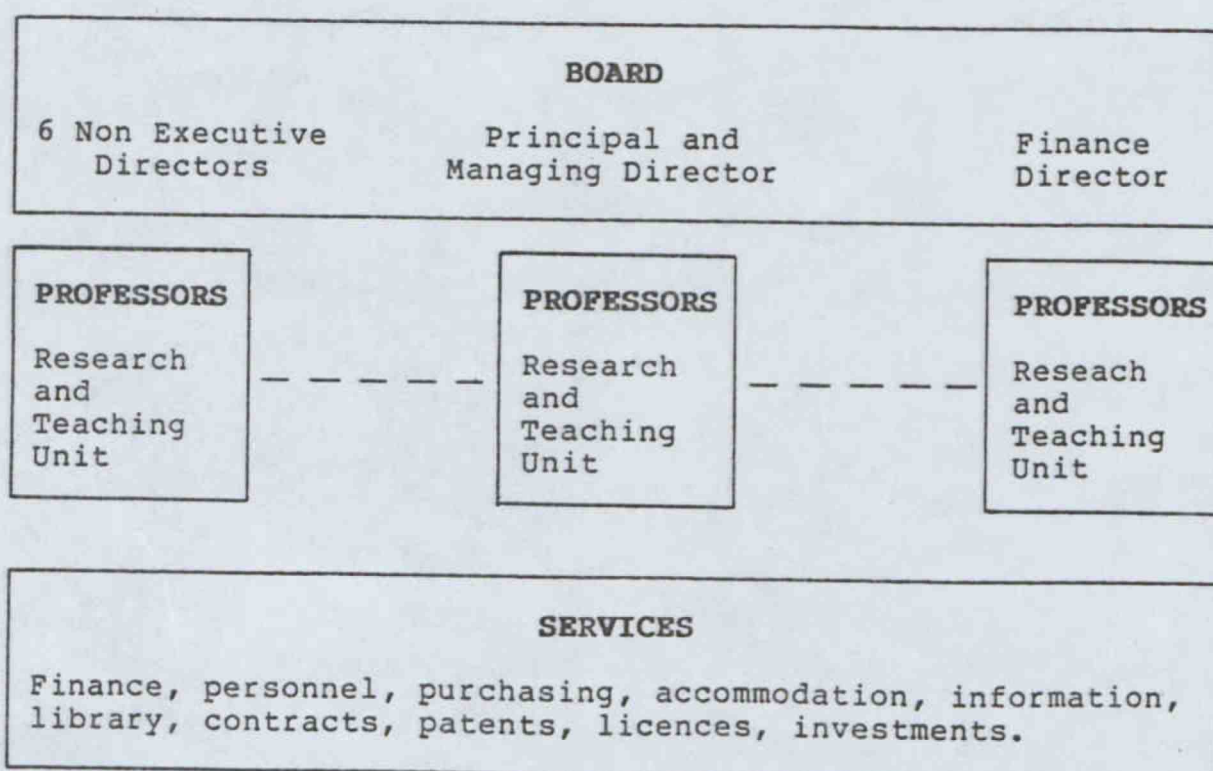 BOARD
6 Non Executive
Directors
Principal and
Managing Director
Finance
Director
PROFESSORS
Research
and
Teaching
Unit
PROFESSORS
Research
and
Teaching
Unit
PROFESSORS
Reseach
and
Teaching
Unit
SERVICES
Finance, personnel, purchasing, accommodation, information,
library, contracts, patents, licences, investments.